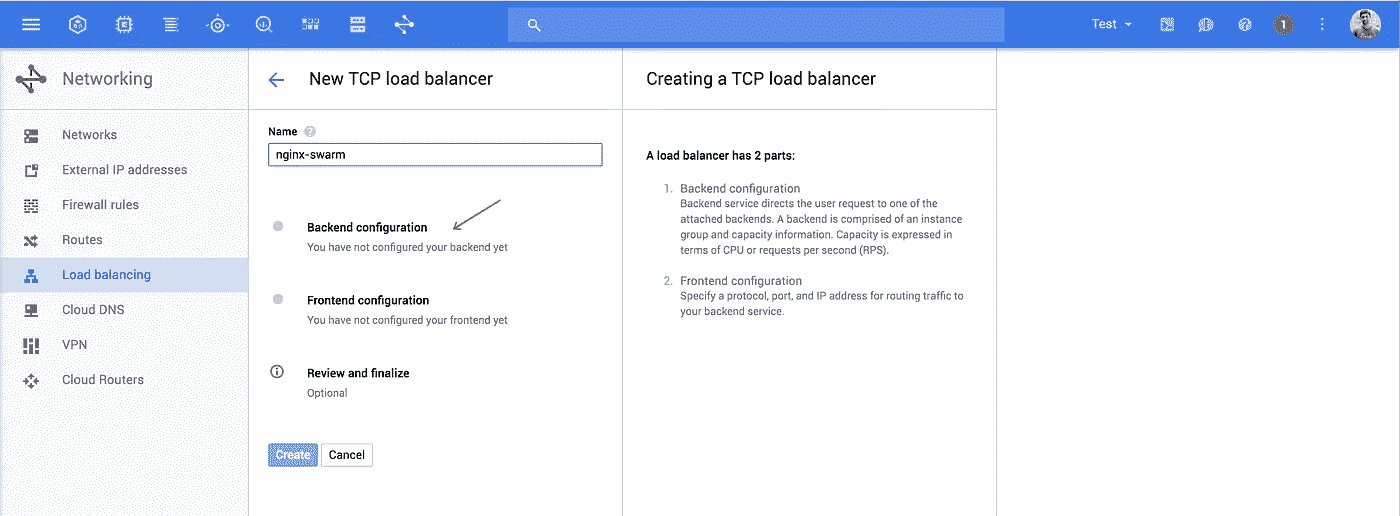 Test
1
Networking
Networks
External IP addresses
Firewall rules
Routes
Load balancing
Cloud DNS
VPN
Cloud Routers
New TCP load balancer
Name ?
nginx-swarm
Backend configuration
You have not configured your backend yet
Frontend configuration
You have not configured your frontend yet
Review and finalize
Optional
Create Cancel
Creating a TCP load balancer
A load balancer has 2 parts:
1. Backend configuration
Backend service directs the user request to one of the
attached backends. A backend is comprised of an instance
group and capacity information. Capacity is expressed in
terms of CPU or requests per second (RPS).
2. Frontend configuration
Specify a protocol, port, and IP address for routing traffic to
your backend service.